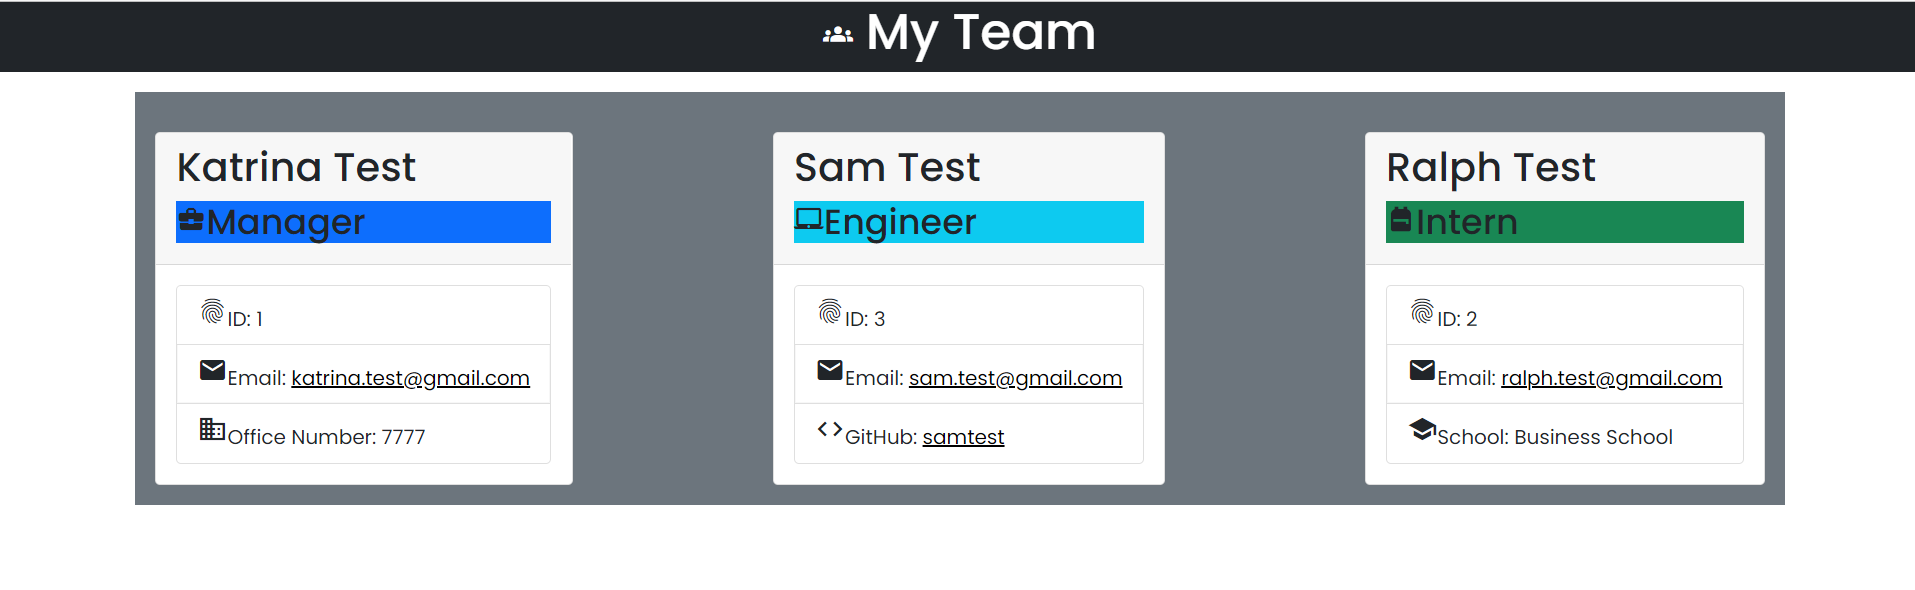 My Team
Katrina Test
Manager
ID: 1
Email: katrina.test@gmail.com
Office Number: 7777
Sam Test
Engineer
ID: 3
Email: sam.test@gmail.com
GitHub: samtest
Ralph Test
Intern
ID: 2
Email: ralph.test@gmail.com
School: Business School